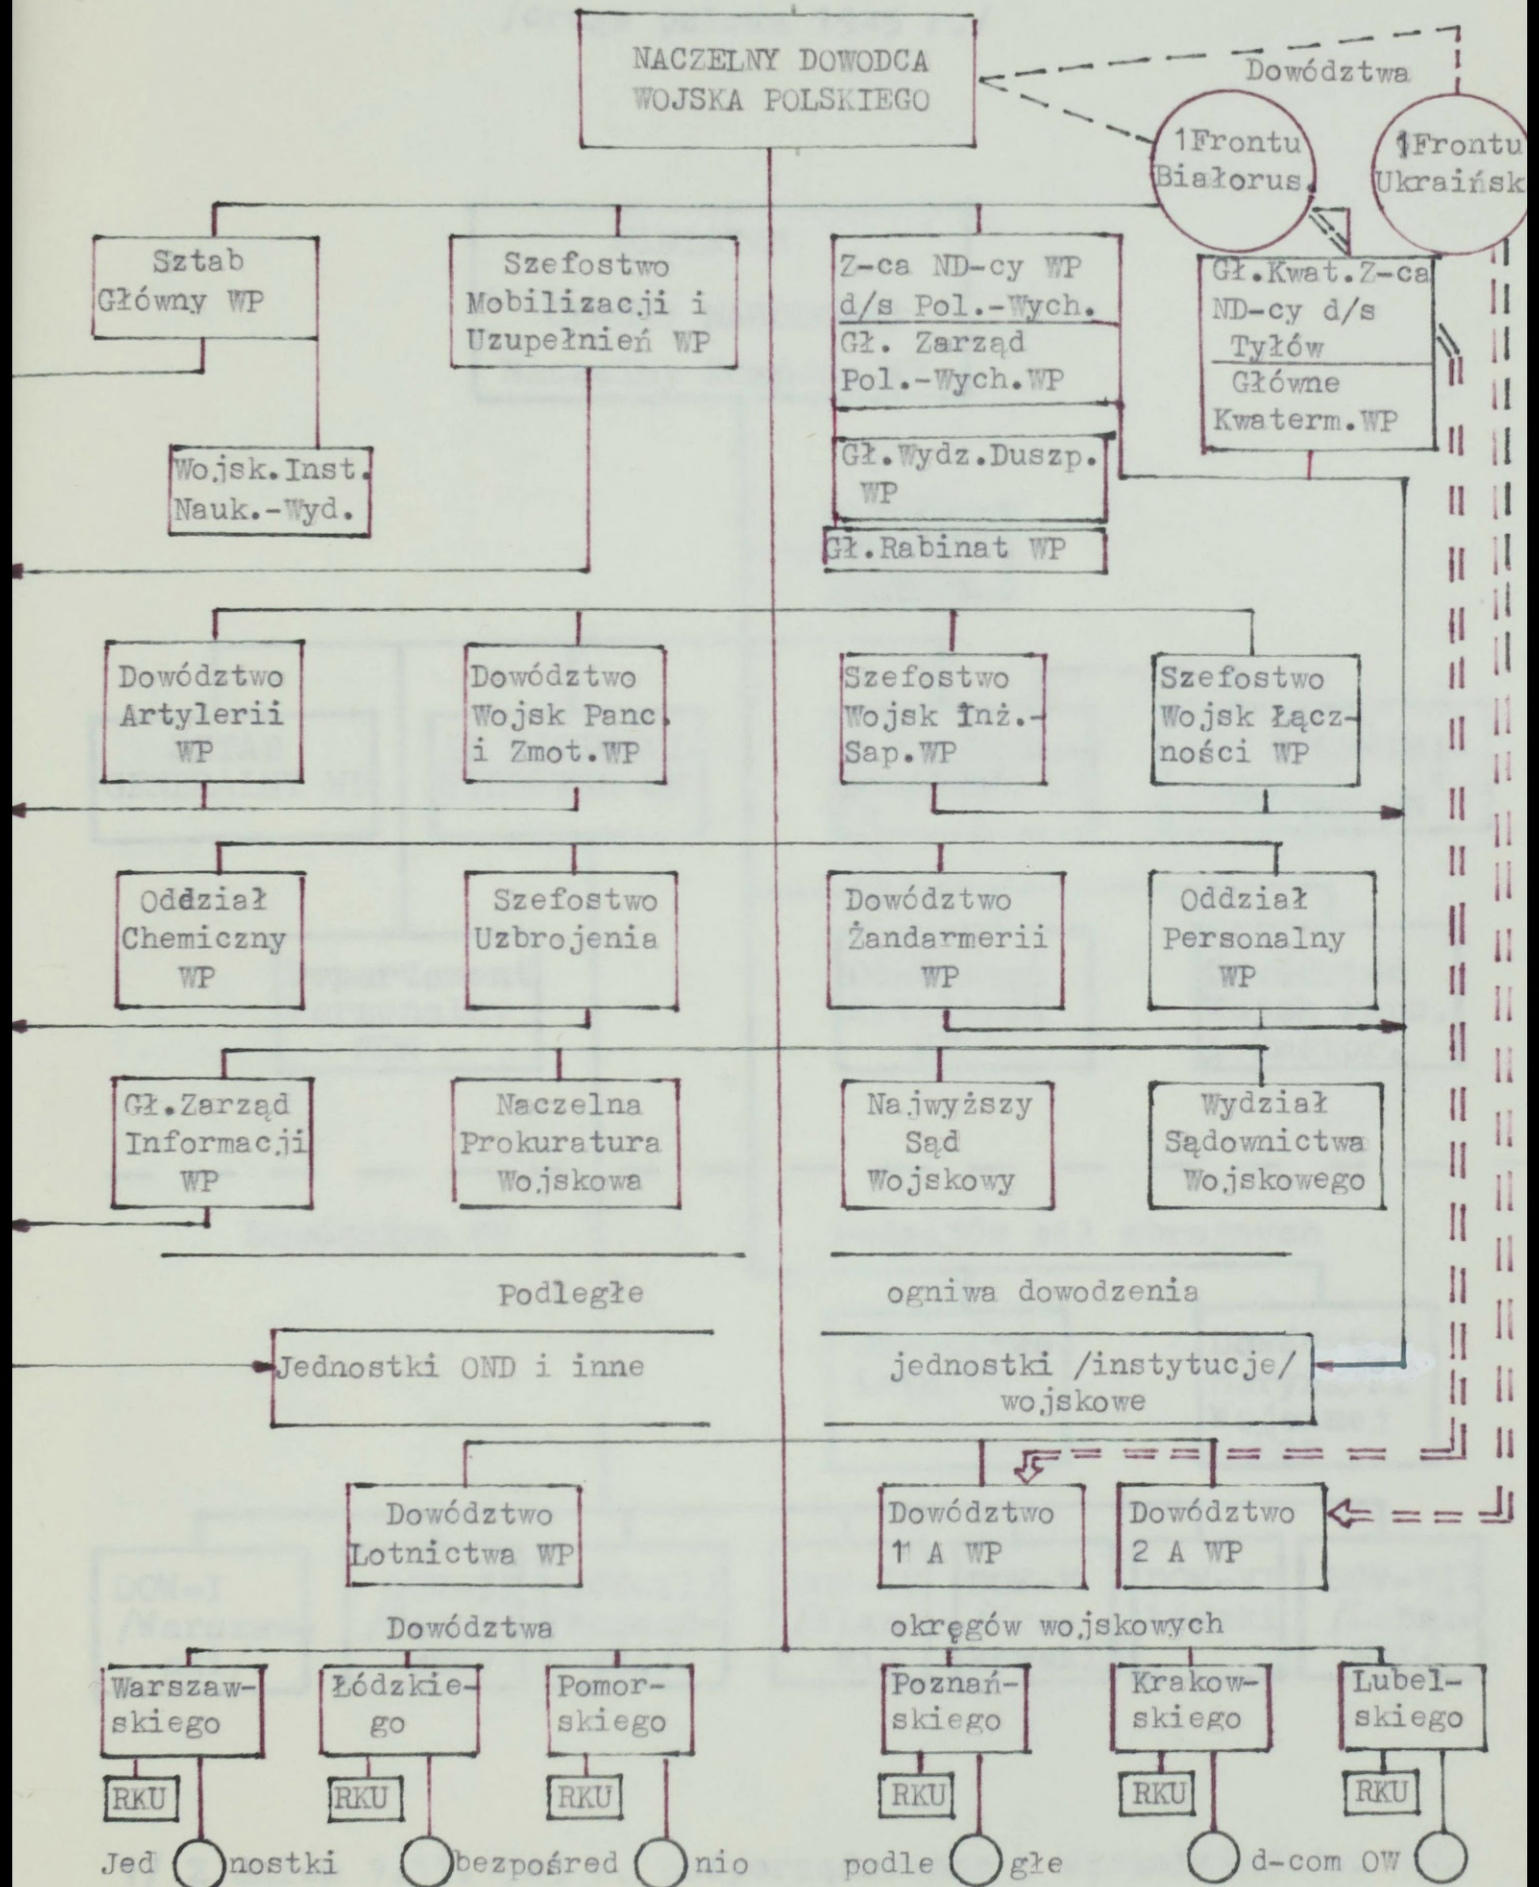 NACZELNY DOWODCA
WOJSKA POLSKIEGO
Dowództwa
1Frontu
Białorus.
1Frontu
Ukraińsk
Sztab
Główny WP
Szefostwo
Mobilizacji i
Uzupełnień WP
Z-ca ND-cy WP
d/s Pol.-Wych.
Gł. Zarząd
Pol.-Wych.WP
Gł.Kwat.Z-ca
ND-cy d/s
Tyłów
Główne
Kwaterm.WP
Wojsk.Inst.
Nauk.-Wyd.
Gł.Wydz.Duszp.
WP
Gł.Rabinat WP
Dowództwo
Artylerii
WP
Dowództwo
Wojsk Panc.
i Zmot.WP
Szefostwo
Wojsk Inż.-
Sap.WP
Szefostwo
Wojsk Łącz-
ności WP
Oddział
Chemiczny
WP
Szefostwo
Uzbrojenia
Dowództwo
Żandarmerii
WP
Oddział
Personalny
WP
Gł.Zarząd
Informacji
WP
Naczelna
Prokuratura
Wojskowa
Najwyższy
Sąd
Wojskowy
Wydział
Sądownictwa
Wojskowego
Podległe ogniwa dowodzenia
Jednostki OND i inne jednostki /instytucje/
wojskowe
Dowództwo
Lotnictwa WP
Dowództwo
1 A WP
Dowództwo
2 A WP
Dowództwa okręgów wojskowych
Warszaw-
skiego
Łódzkie-
go
Pomor-
skiego
Poznań-
skiego
Krakow-
skiego
Lubel-
skiego
RKU RKU RKU RKU RKU RKU
Jed nostki bezpośred nio podle głe d-com OW